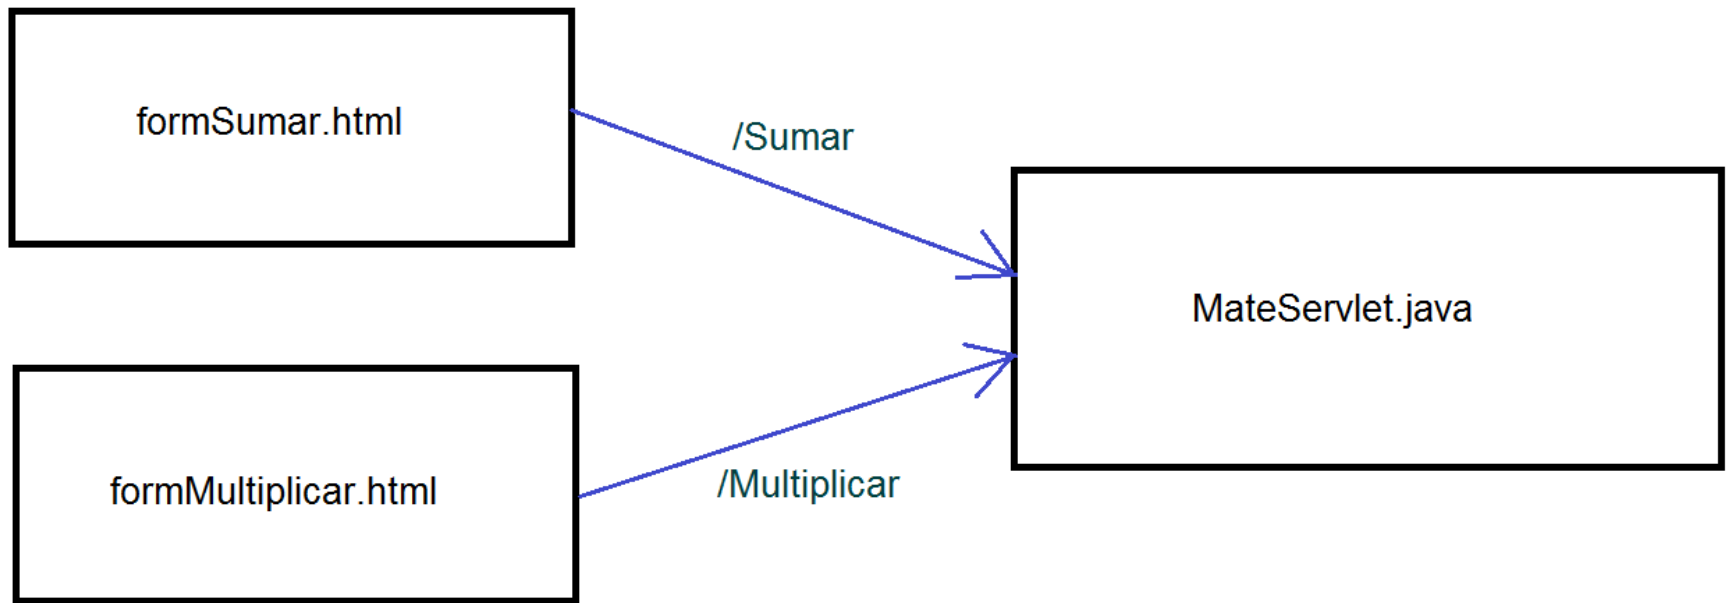 formSumar.html
/Sumar
MateServlet.java
formMultiplicar.html
/Multiplicar